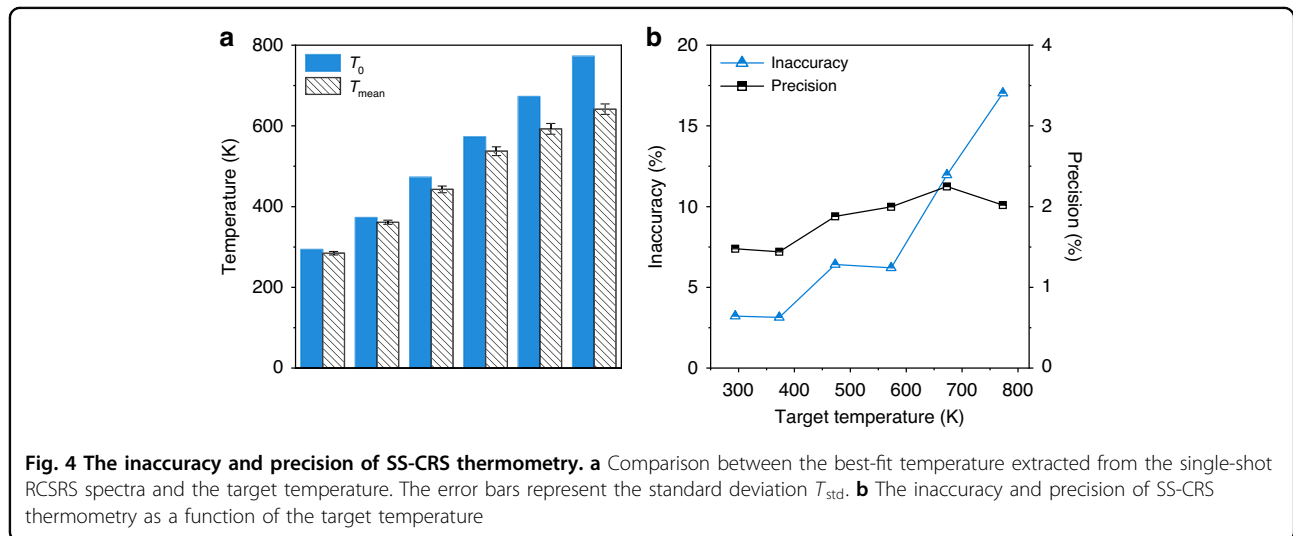 a
800
600
400
200
0
Temperature (K)
T0
Tmean
b
20
15
10
5
0
Inaccuracy (%)
Inaccuracy
Precision
4
3
2
1
0
Precision (%)
300 400 500 600 700 800
Target temperature (K)
Fig. 4 The inaccuracy and precision of SS-CRS thermometry. a Comparison between the best-fit temperature extracted from the single-shot
RCSRS spectra and the target temperature. The error bars represent the standard deviation Tstd. b The inaccuracy and precision of SS-CRS
thermometry as a function of the target temperature